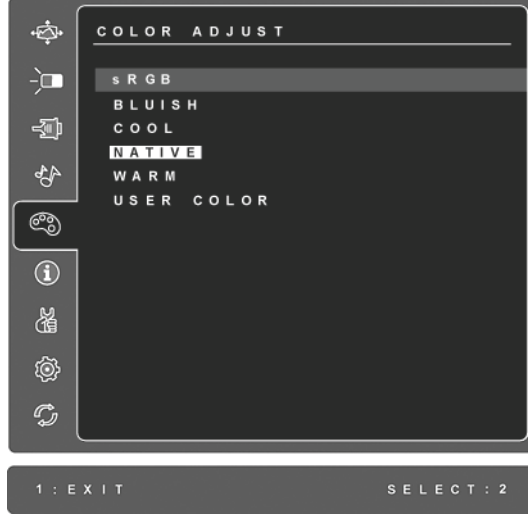 COLOR ADJUST
sRGB
BLUISH
COOL
NATIVE
WARM
USER COLOR
1:EXIT SELECT:2